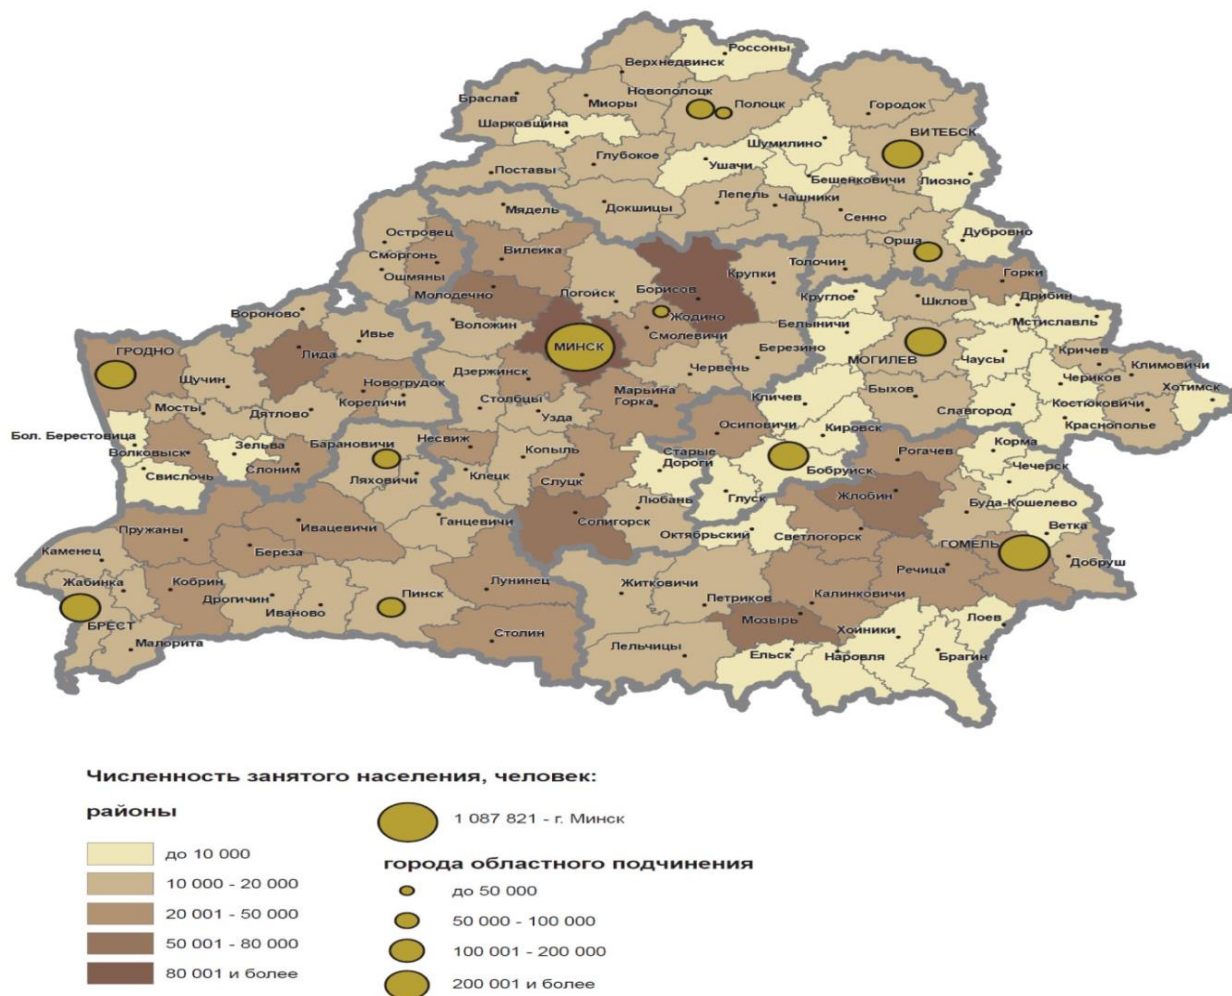 Россоны
Верхнедвинск
Новополоцк
Браслав
Миоры
Полоцк
Городок
Шарковщина
ВИТЕБСК
Шумилино
Глубокое
Ушачи
Поставы
Бешенковичи
Лиозно
Лепель
Чашники
Мядель
Докшицы
Сенно
Островец
Дубровно
Вилейка
Орша
Сморгонь
Толочин
Ошмяны
Крупки
Горки
Молодечно
Логойск
Борисов
Круглое
Шклов
Дрибин
Вороново
Жодино
Мстиславль
Воложин
Белыничи
Ивье
Смолевичи
МИНСК
ГРОДНО
Лида
Березино
МОГИЛЕВ
Чаусы
Кричев
Климовичи
Дзержинск
Червень
Щучин
Новогрудок
Марьина
Горка
Быхов
Чериков
Хотимск
Кореличи
Столбцы
Кличев
Мосты
Дятлово
Узда
Славгород
Костюковичи
Бол. Берестовица
Зельва
Барановичи
Несвиж
Осиповичи
Кировск
Краснополье
Волковыск
Копыль
Старые
Дороги
Рогачев
Корма
Свислочь
Слоним
Ляховичи
Клецк
Слуцк
Бобруйск
Чечерск
Глуск
Жлобин
Любань
Буда-Кошелево
Ганцевичи
Солигорск
Ивацевичи
Пружаны
Октябрьский
Светлогорск
Ветка
ГОМЕЛЬ
Каменец
Береза
Добруш
Речица
Жабинка
Кобрин
Лунинец
Житковичи
Дрогичин
Пинск
Иваново
Петриков
Калинковичи
БРЕСТ
Мозырь
Лоев
Хойники
Малорита
Столин
Лельчицы
Ельск
Наровля
Брагин
Численность занятого населения, человек:
районы
1 087 821 - г. Минск
до 10 000
города областного подчинения
10 000 - 20 000
до 50 000
20 001 - 50 000
50 000 - 100 000
50 001 - 80 000
100 001 - 200 000
80 001 и более
200 001 и более